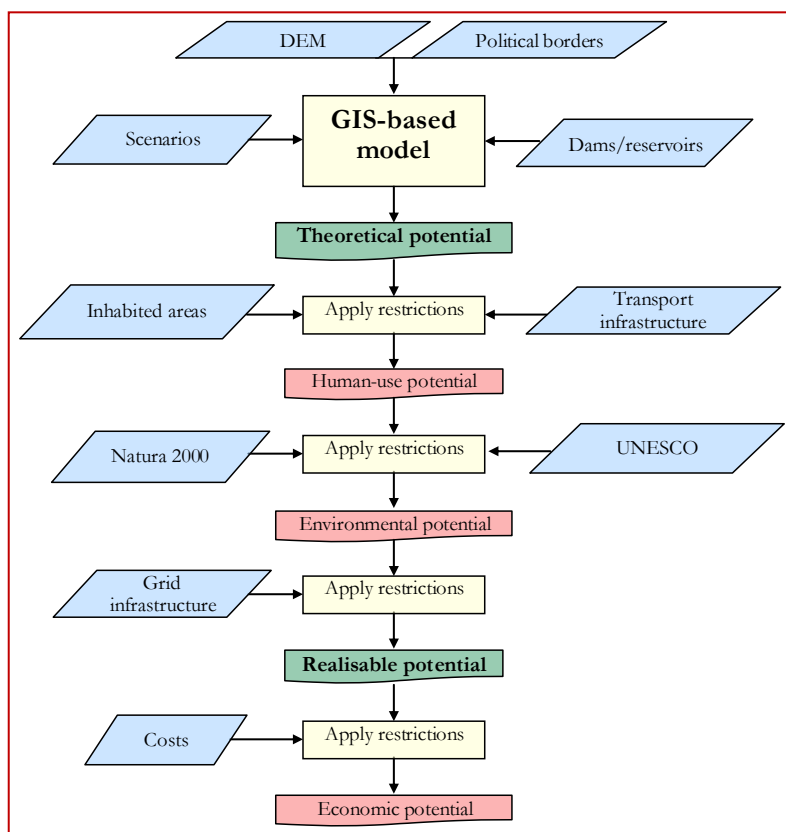 DEM
Political borders
GIS-based
model
Scenarios
Dams/reservoirs
Theoretical potential
Inhabited areas
Apply restrictions
Transport
infrastructure
Human-use potential
Natura 2000
Apply restrictions
UNESCO
Environmental potential
Grid
infrastructure
Apply restrictions
Realisable potential
Costs
Apply restrictions
Economic potential